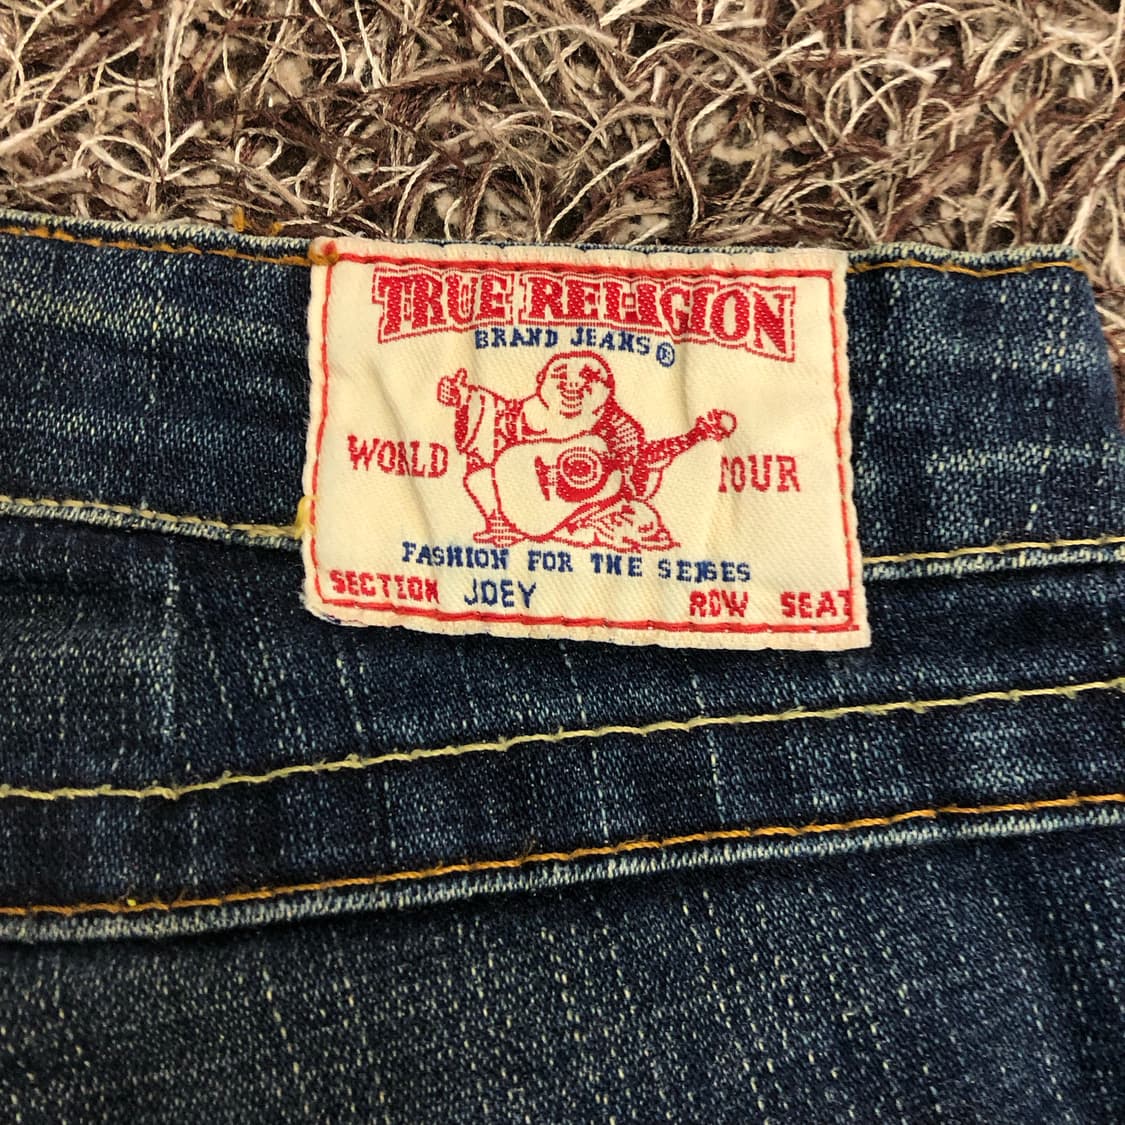 TRUE RELIGION
BRAND JEANS®
WORLD TOUR
FASHION FOR THE SENSES
SECTION JOEY ROW SEAT